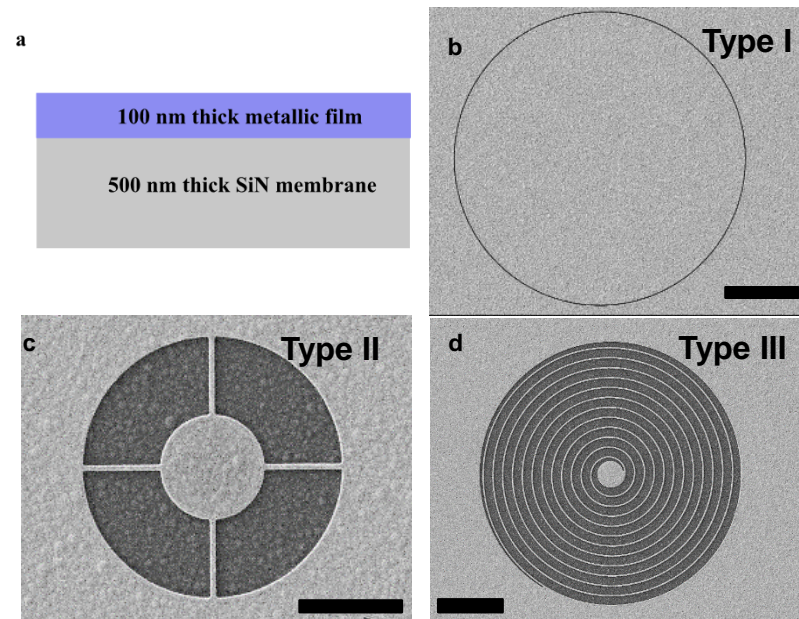 a
100 nm thick metallic film
500 nm thick SiN membrane
b
Type I
c
Type II
d
Type III